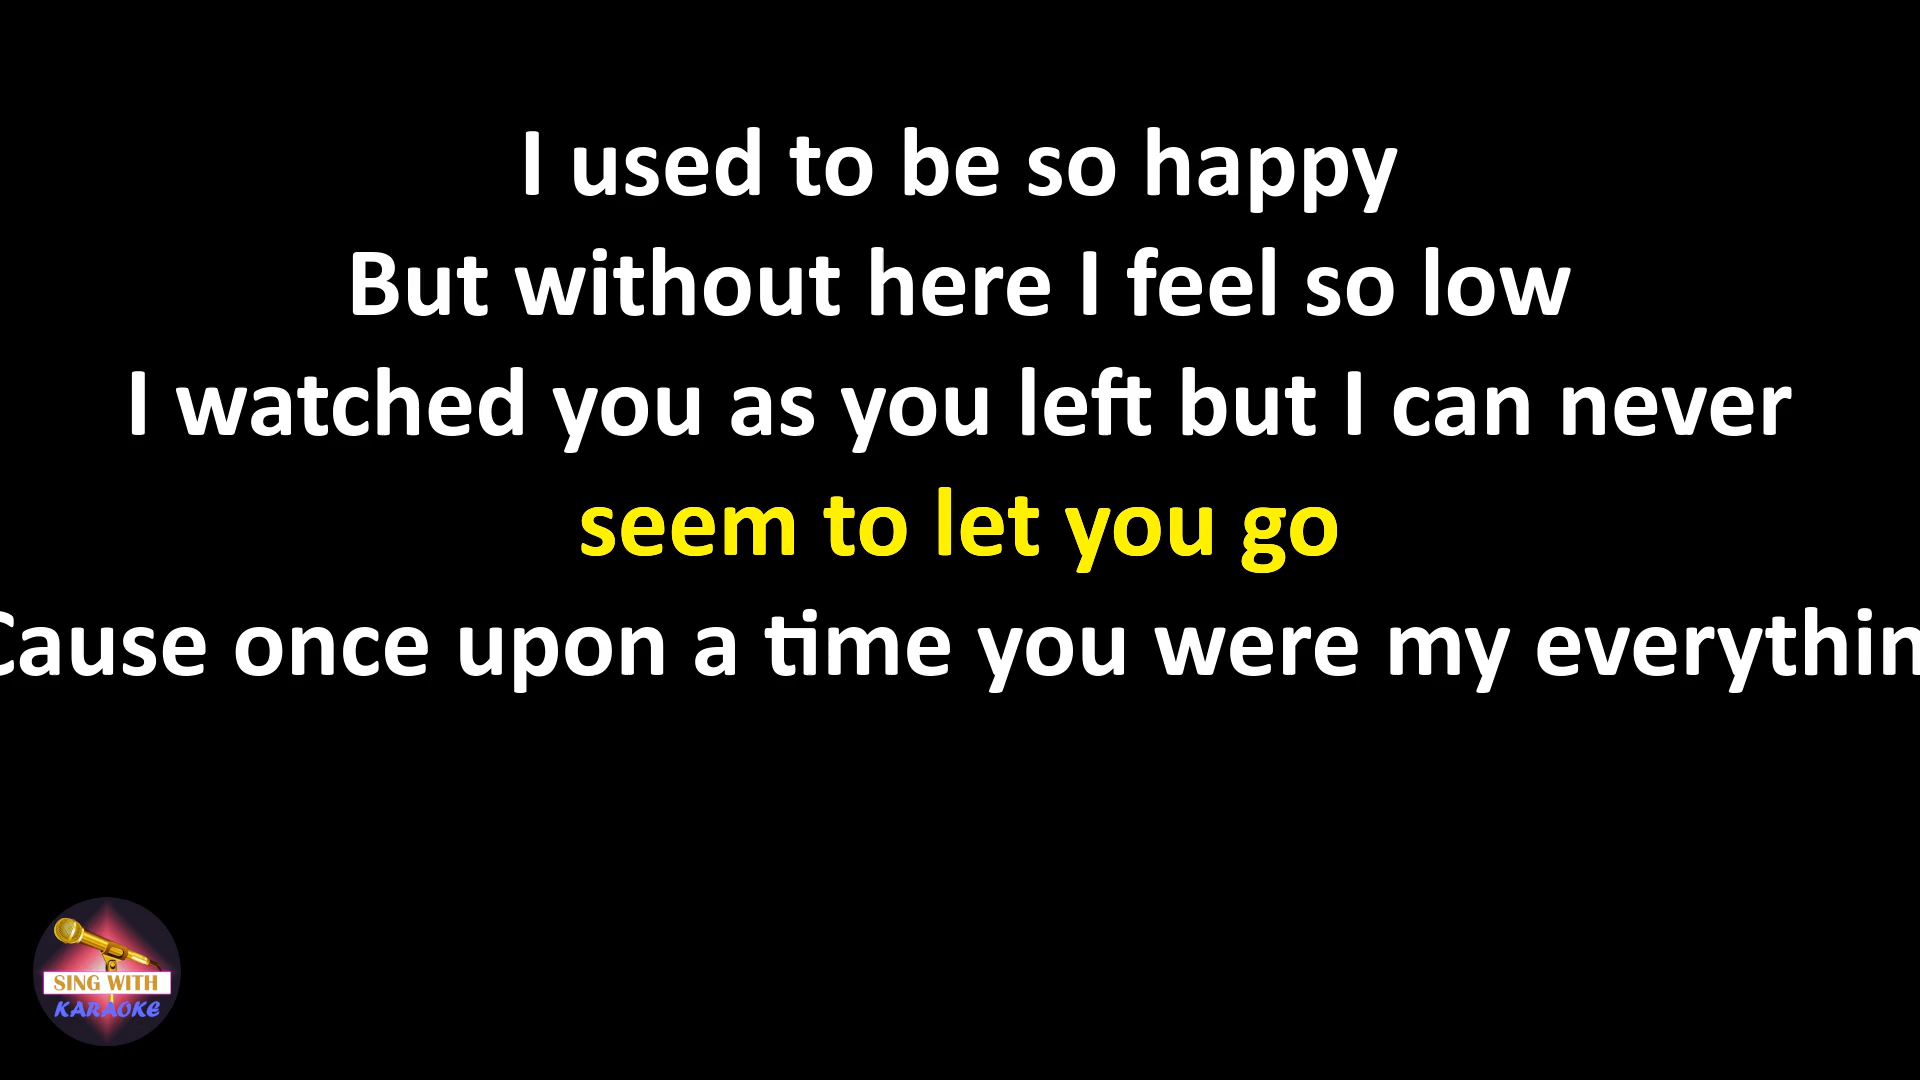 I used to be so happy
But without here I feel so low
I watched you as you left but I can never
seem to let you go
Cause once upon a time you were my everythin
SING WITH
KARAOKE